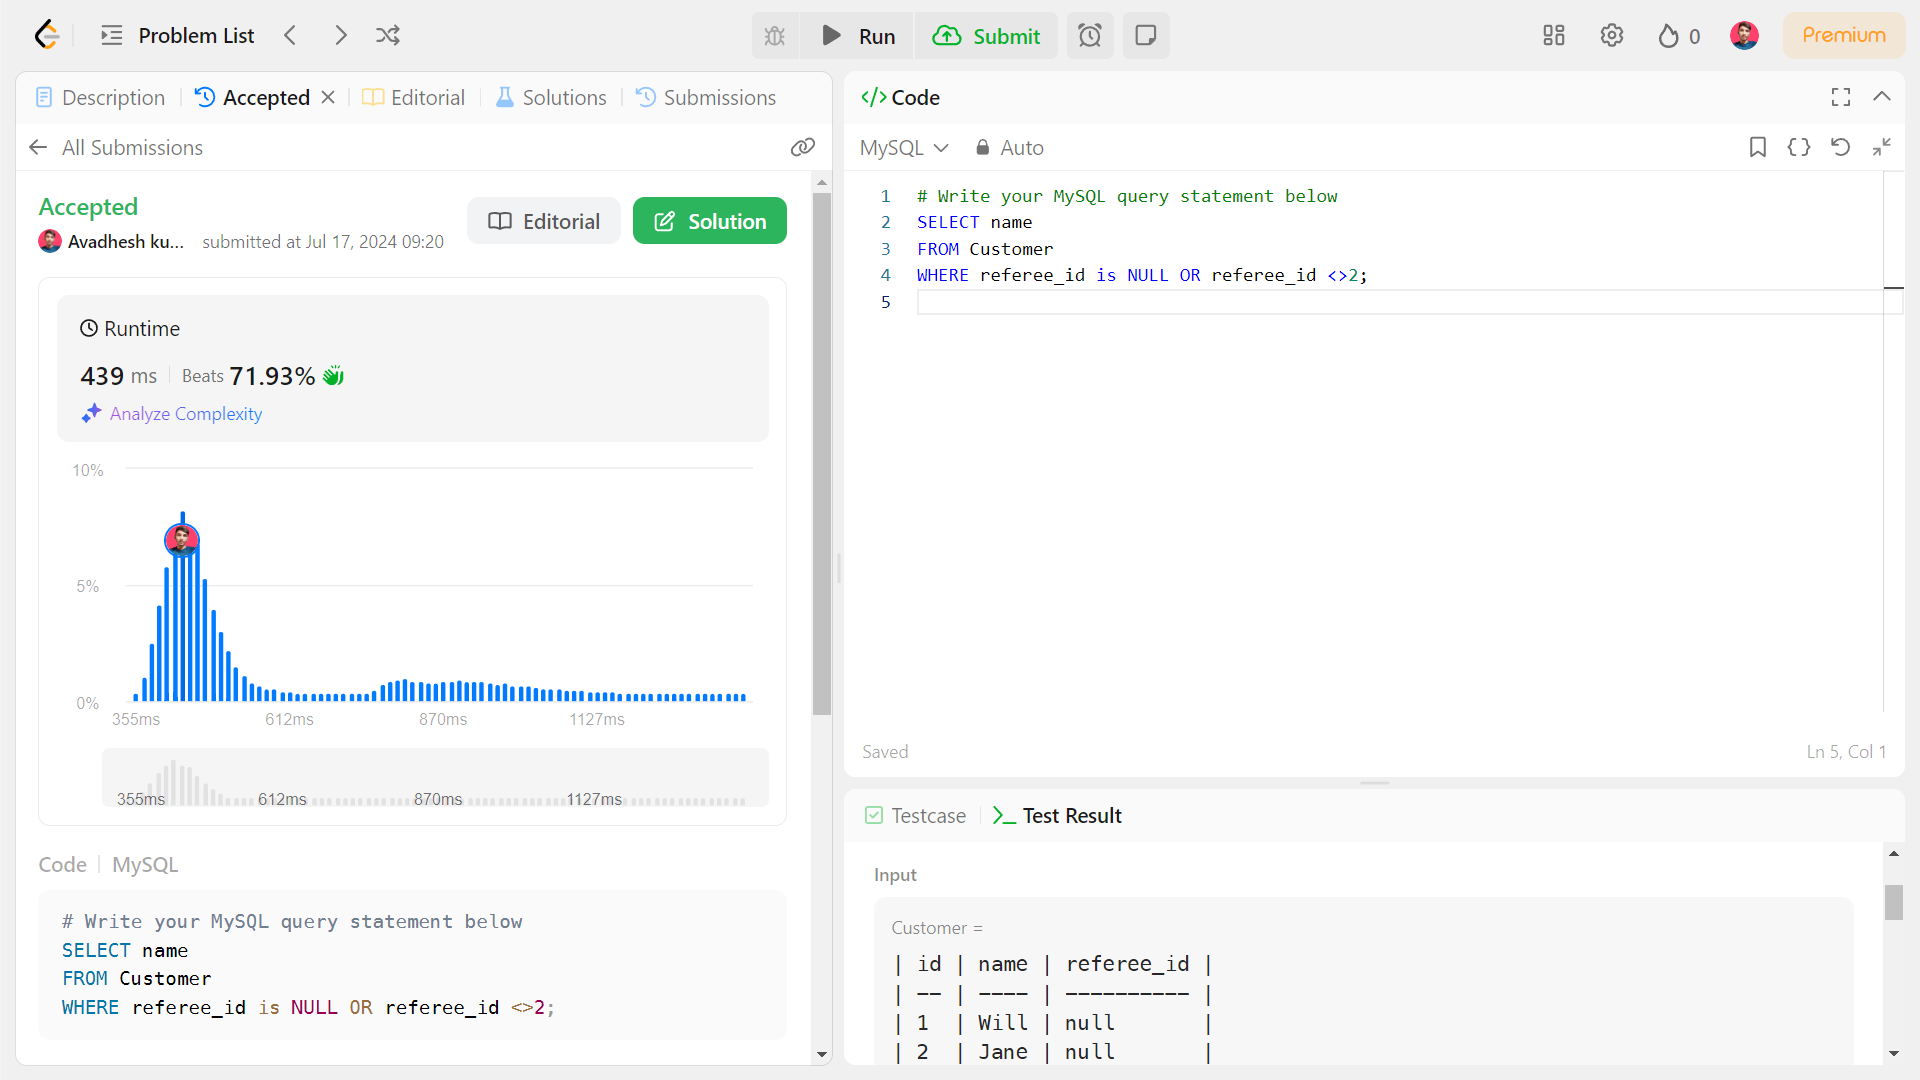 Problem List
Run
Submit
0
Premium
Description
Accepted
Editorial
Solutions
Submissions
All Submissions
Accepted
Avadhesh ku...
submitted at Jul 17, 2024 09:20
Editorial
Solution
Runtime
439 ms
Beats 71.93%
Analyze Complexity
10%
5%
0%
355ms
612ms
870ms
1127ms
355ms
612ms
870ms
1127ms
Code
MySQL
# Write your MySQL query statement below
SELECT name
FROM Customer
WHERE referee_id is NULL OR referee_id <>2;
</> Code
MySQL
Auto
1 # Write your MySQL query statement below
2 SELECT name
3 FROM Customer
4 WHERE referee_id is NULL OR referee_id <>2;
5
Saved
Ln 5, Col 1
Testcase
Test Result
Input
Customer =
| id | name | referee_id |
| -- | ---- | ---------- |
| 1 | Will | null |
| 2 | Jane | null |